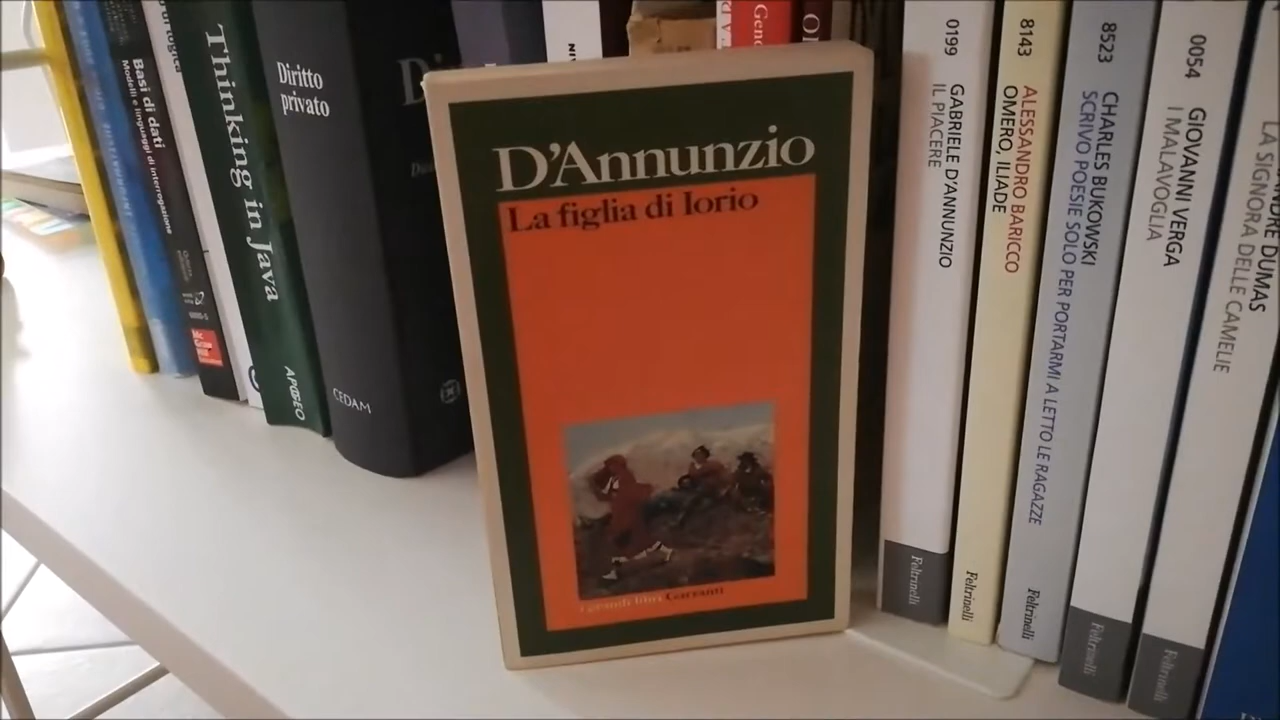 Basi di dati
Modelli e linguaggi di interrogazione
Thinking in Java
APOGEO
Diritto
privato
CEDAM
D'Annunzio
La figlia di Iorio
i grandi libri Garzanti
0199
GABRIELE D'ANNUNZIO
IL PIACERE
Feltrinelli
8143
ALESSANDRO BARICCO
OMERO, ILIADE
Feltrinelli
8523
CHARLES BUKOWSKI
SCRIVO POESIE SOLO PER PORTARMI A LETTO LE RAGAZZE
Feltrinelli
0054
GIOVANNI VERGA
I MALAVOGLIA
Feltrinelli
DUMAS
LA SIGNORA DELLE CAMELIE
Feltrinelli